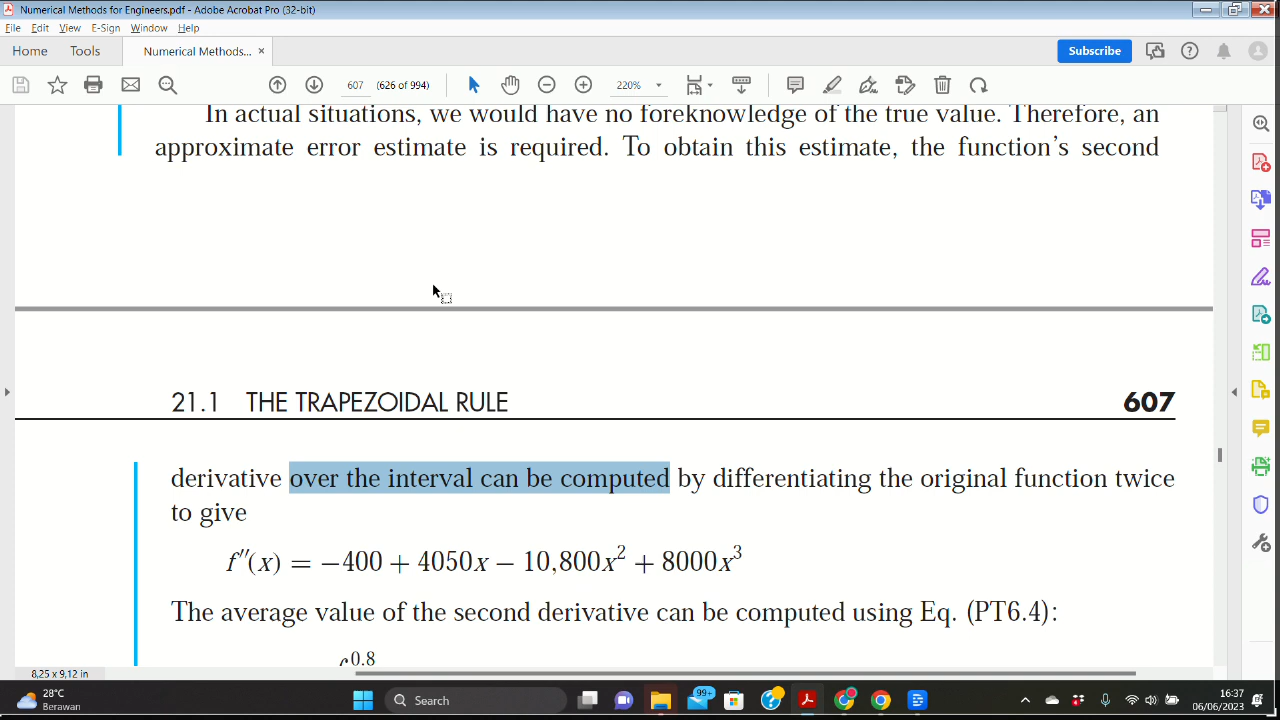 Numerical Methods for Engineers.pdf - Adobe Acrobat Pro (32-bit)
File Edit View E-Sign Window Help
Home Tools Numerical Methods... × Subscribe
607 (626 of 994) 220%
In actual situations, we would have no foreknowledge of the true value. Therefore, an
approximate error estimate is required. To obtain this estimate, the function’s second
21.1 THE TRAPEZOIDAL RULE 607
derivative over the interval can be computed by differentiating the original function twice
to give
f″(x) = −400 + 4050x − 10,800x² + 8000x³
The average value of the second derivative can be computed using Eq. (PT6.4):
0.8
8,25 x 9,12 in
28°C
Berawan
Search
99+
16:37
06/06/2023